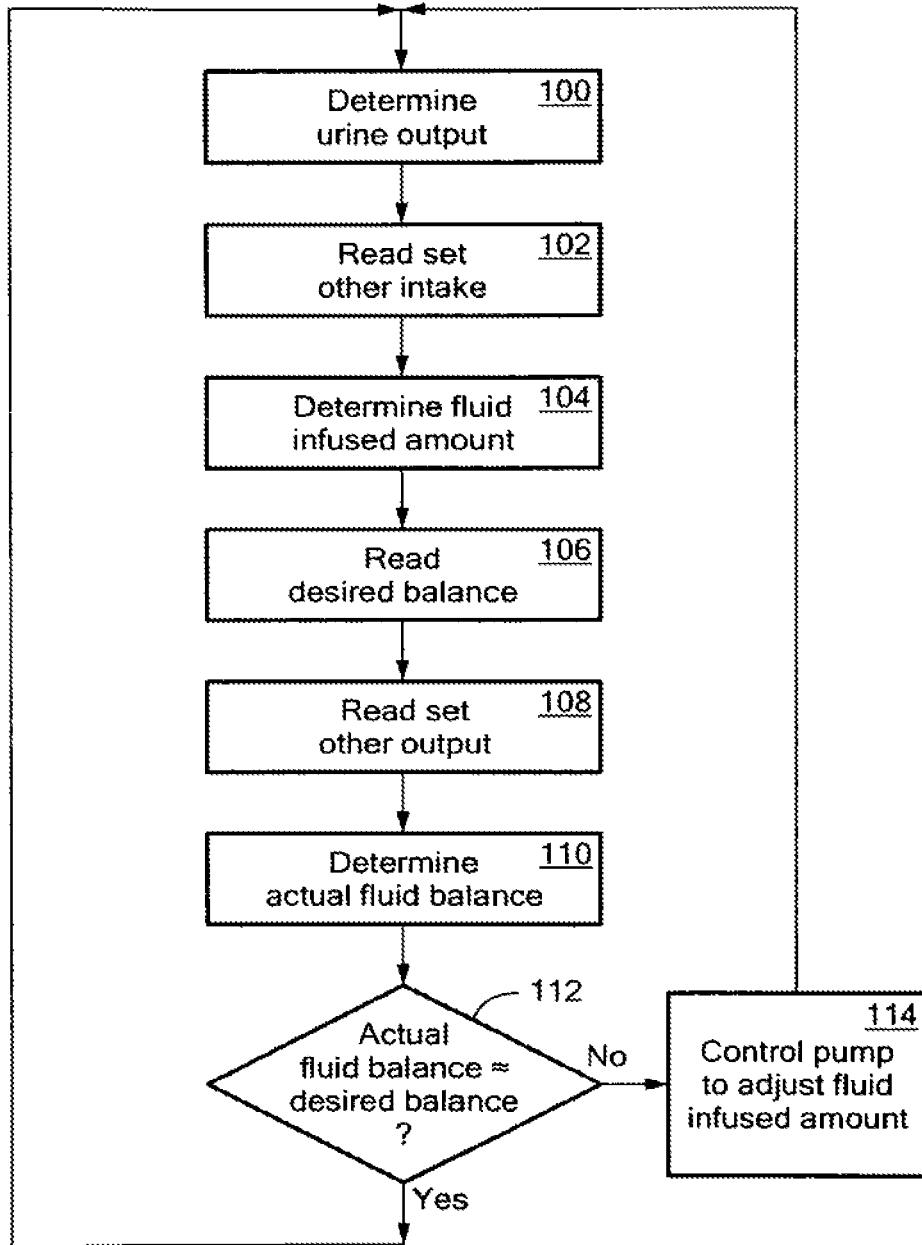 100
Determine
urine output
102
Read set
other intake
104
Determine fluid
infused amount
106
Read
desired balance
108
Read set
other output
110
Determine
actual fluid balance
112
Actual
fluid balance ≈
desired balance
?
No
Yes
114
Control pump
to adjust fluid
infused amount